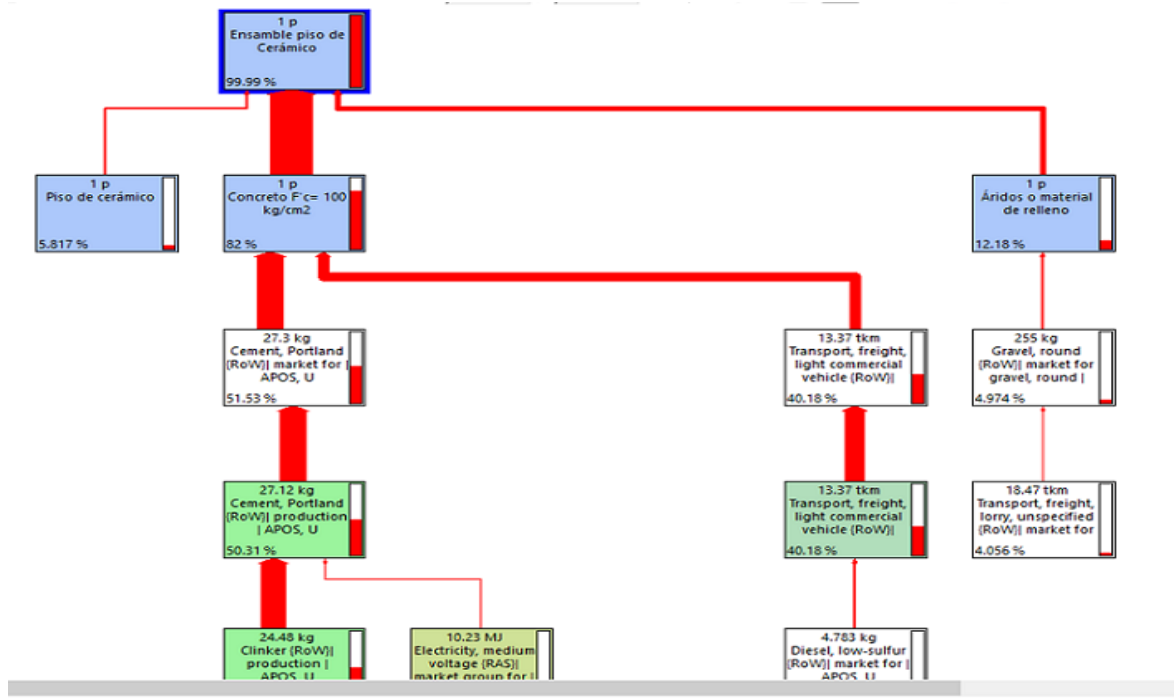 1 p
Ensamble piso de
Cerámico
99.99 %
1 p
Piso de cerámico
5.817 %
1 p
Concreto F'c= 100
kg/cm2
82 %
1 p
Áridos o material
de relleno
12.18 %
27.3 kg
Cement, Portland
{RoW}| market for |
APOS, U
51.53 %
13.37 tkm
Transport, freight,
light commercial
vehicle {RoW}|
40.18 %
255 kg
Gravel, round
{RoW}| market for
gravel, round |
4.974 %
27.12 kg
Cement, Portland
{RoW}| production
| APOS, U
50.31 %
13.37 tkm
Transport, freight,
light commercial
vehicle {RoW}|
40.18 %
18.47 tkm
Transport, freight,
lorry, unspecified
{RoW}| market for
4.056 %
24.48 kg
Clinker {RoW}|
production |
APOS, U
10.23 MJ
Electricity, medium
voltage {RAS}|
market group for |
4.783 kg
Diesel, low-sulfur
{RoW}| market for |
APOS, U